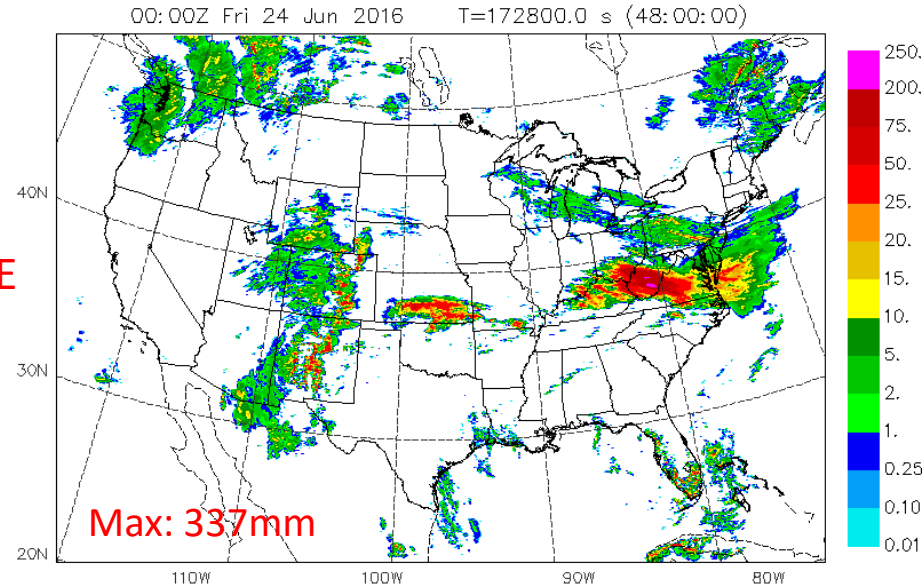 00:00Z Fri 24 Jun 2016 T=172800.0 s (48:00:00)
250.
200.
75.
50.
25.
20.
15.
10.
5.
2.
1.
0.25
0.10
0.01
40N
30N
20N
E
Max: 337mm
110W 100W 90W 80W